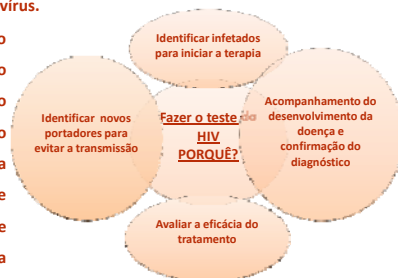 vírus.
o
o
o
o
a
e
e
a
Identificar infetados
para iniciar a terapia
Identificar novos
portadores para
evitar a transmissão
Fazer o teste do
HIV
PORQUÊ?
Acompanhamento do
desenvolvimento da
doença e
confirmação do
diagnóstico
Avaliar a eficácia do
tratamento